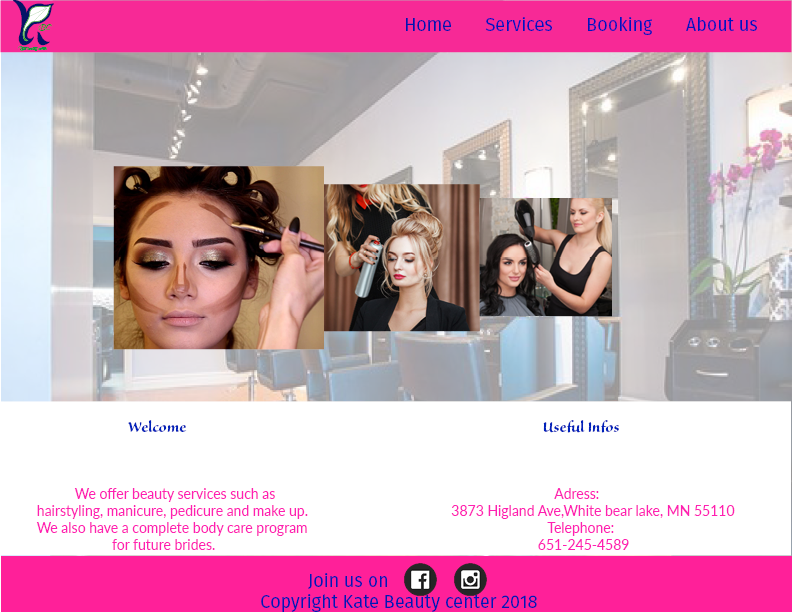 Home Services Booking About us
Welcome
We offer beauty services such as
hairstyling, manicure, pedicure and make up.
We also have a complete body care program
for future brides.
Useful Infos
Adress:
3873 Higland Ave,White bear lake, MN 55110
Telephone:
651-245-4589
Join us on
Copyright Kate Beauty center 2018